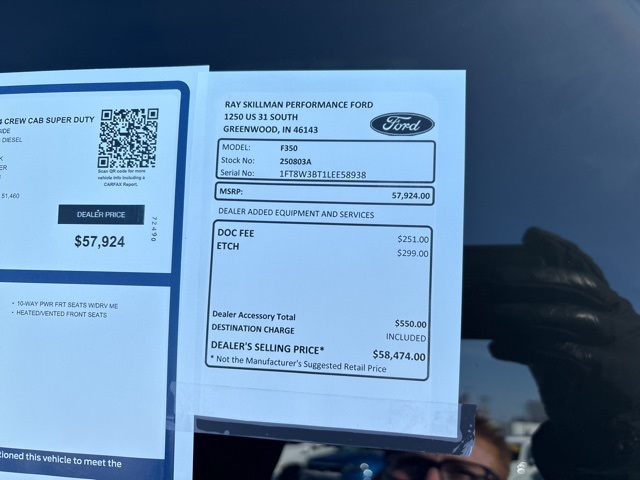 4 CREW CAB SUPER DUTY
DIESEL
51,460
Scan QR code for more
vehicle info including a
CARFAX Report.
DEALER PRICE
$57,924
72490
• 10-WAY PWR FRT SEATS W/DRV ME
• HEATED/VENTED FRONT SEATS
tioned this vehicle to meet the
RAY SKILLMAN PERFORMANCE FORD
1250 US 31 SOUTH
GREENWOOD, IN 46143
Ford
MODEL: F350
Stock No: 250803A
Serial No: 1FT8W3BT1LEE58938
MSRP: 57,924.00
DEALER ADDED EQUIPMENT AND SERVICES
DOC FEE $251.00
ETCH $299.00
Dealer Accessory Total $550.00
DESTINATION CHARGE INCLUDED
DEALER'S SELLING PRICE* $58,474.00
* Not the Manufacturer's Suggested Retail Price